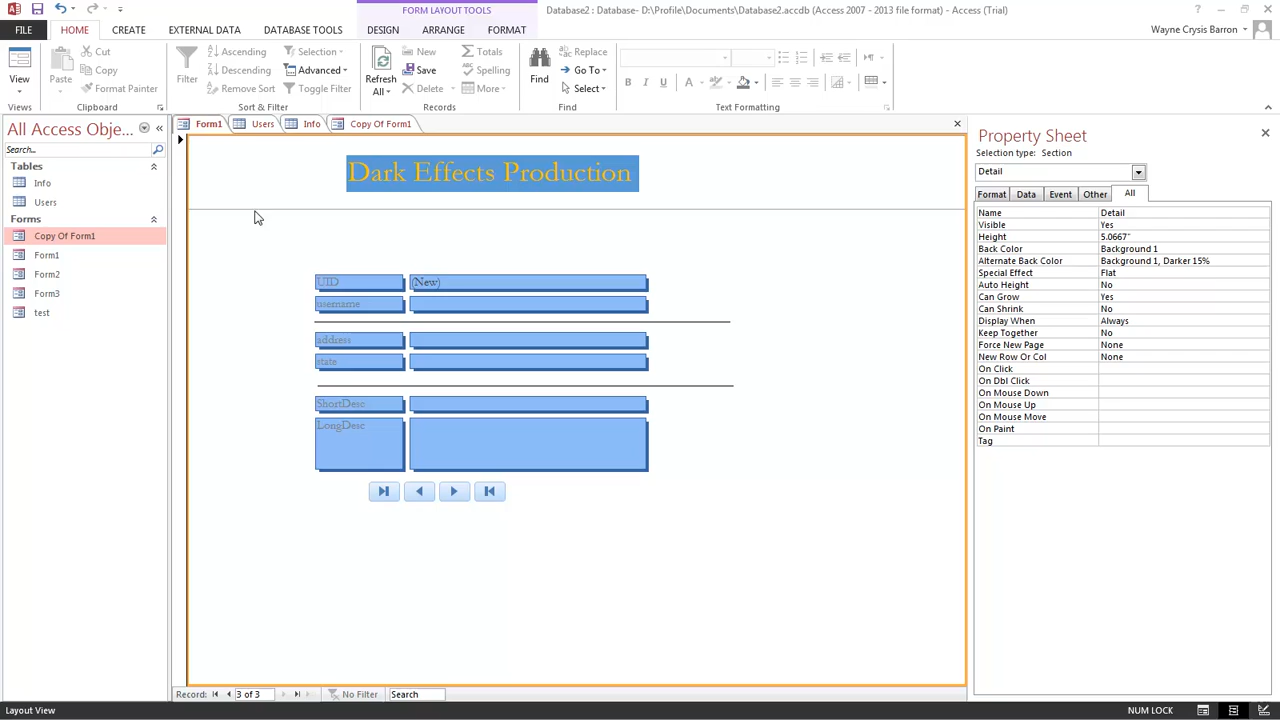 FORM LAYOUT TOOLS
Database2 : Database- D:\Profile\Documents\Database2.accdb (Access 2007 - 2013 file format) - Access (Trial)
FILE HOME CREATE EXTERNAL DATA DATABASE TOOLS DESIGN ARRANGE FORMAT Wayne Crysis Barron
View
Views
Paste
Cut
Copy
Format Painter
Clipboard
Filter
Ascending
Descending
Remove Sort
Selection
Advanced
Toggle Filter
Sort & Filter
Refresh
All
New
Save
Delete
Totals
Spelling
More
Records
Find
Replace
Go To
Select
Find
B I U A
Text Formatting
All Access Obje...
Search...
Tables
Info
Users
Forms
Copy Of Form1
Form1
Form2
Form3
test
Form1 Users Info Copy Of Form1
Dark Effects Production
UID (New)
username
address
state
ShortDesc
LongDesc
Record: 3 of 3 No Filter Search
Property Sheet
Selection type: Section
Detail
Format Data Event Other All
Name Detail
Visible Yes
Height 5.0667"
Back Color Background 1
Alternate Back Color Background 1, Darker 15%
Special Effect Flat
Auto Height No
Can Grow Yes
Can Shrink No
Display When Always
Keep Together No
Force New Page None
New Row Or Col None
On Click
On Dbl Click
On Mouse Down
On Mouse Up
On Mouse Move
On Paint
Tag
Layout View NUM LOCK